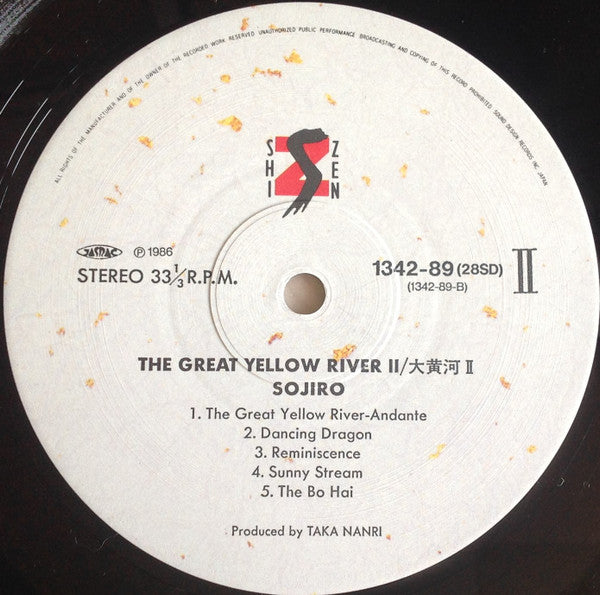 ALL RIGHTS OF THE MANUFACTURER AND OF THE OWNER OF THE RECORDED WORK RESERVED UNAUTHORIZED PUBLIC PERFORMANCE BROADCASTING AND COPYING OF THIS RECORD PROHIBITED SOUND DESIGN RECORDS INC. JAPAN
SHI
ZEN
JASRAC
Ⓟ 1986
STEREO 33 1/3 R.P.M.
1342-89 (28SD)
(1342-89-B)
II
THE GREAT YELLOW RIVER II/大黄河 II
SOJIRO
1. The Great Yellow River-Andante
2. Dancing Dragon
3. Reminiscence
4. Sunny Stream
5. The Bo Hai
Produced by TAKA NANRI